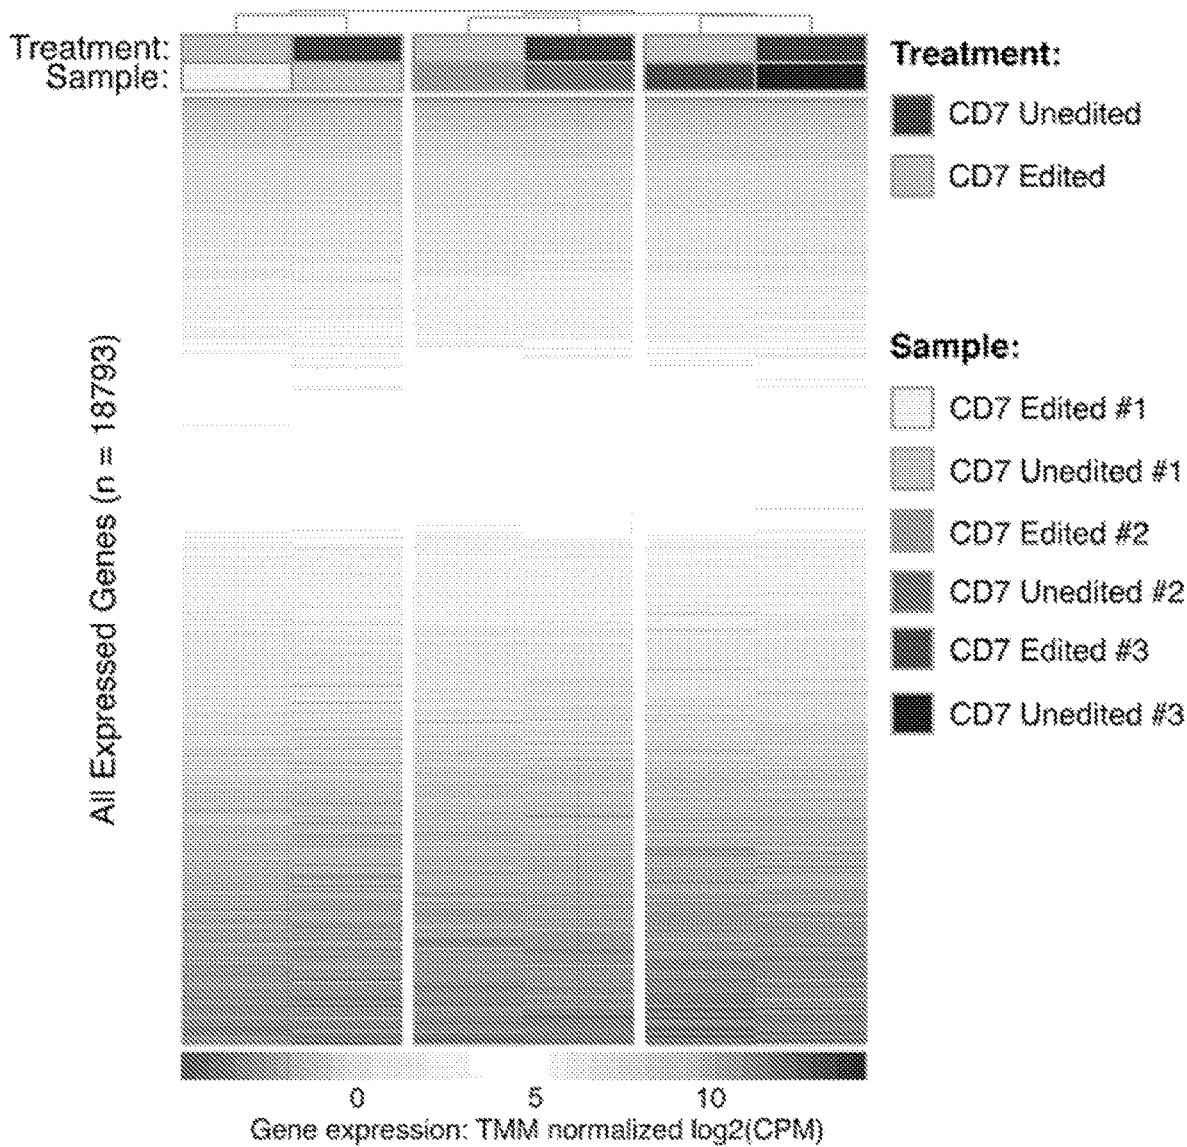 Treatment:
Sample:
Treatment:
CD7 Unedited
CD7 Edited
Sample:
CD7 Edited #1
CD7 Unedited #1
CD7 Edited #2
CD7 Unedited #2
CD7 Edited #3
CD7 Unedited #3
All Expressed Genes (n = 18793)
0 5 10
Gene expression: TMM normalized log2(CPM)